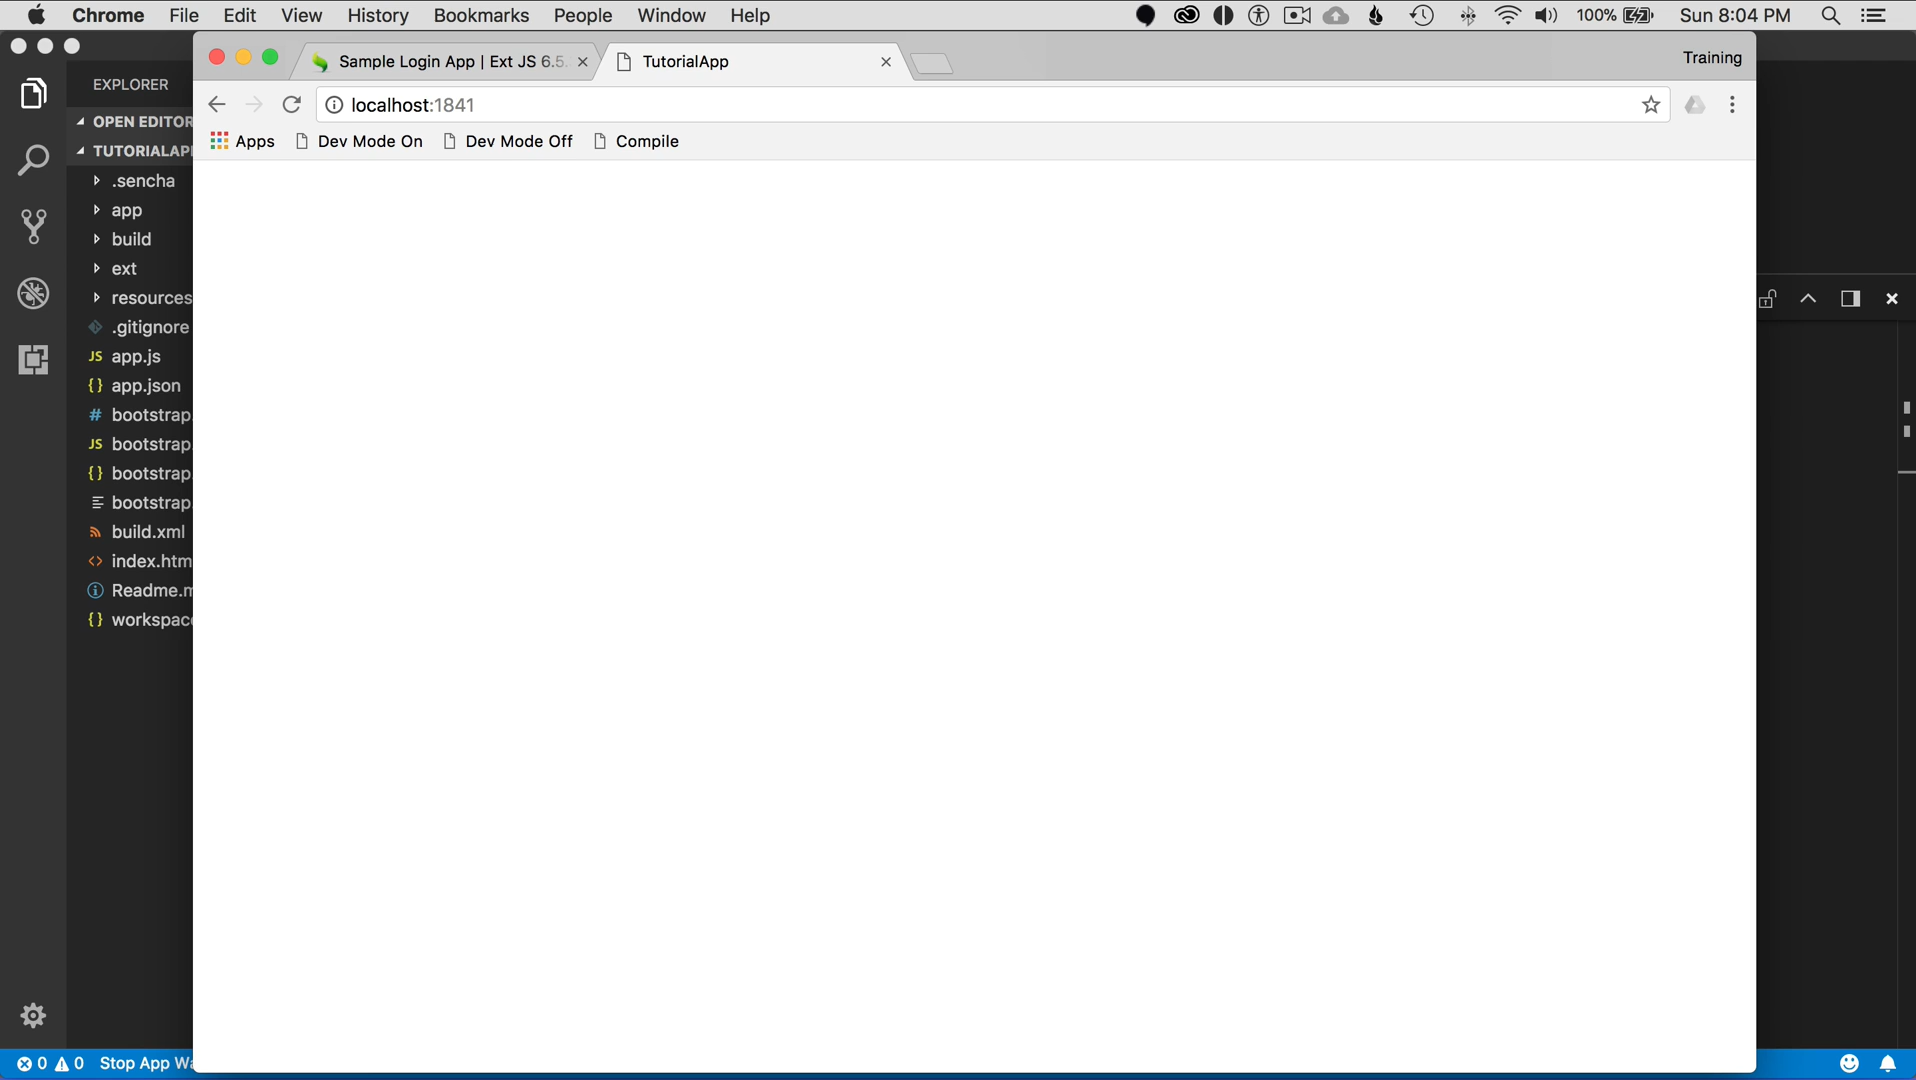 Chrome File Edit View History Bookmarks People Window Help 100% Sun 8:04 PM
Sample Login App | Ext JS 6.5. TutorialApp Training
localhost:1841
Apps Dev Mode On Dev Mode Off Compile
EXPLORER
OPEN EDITOR
TUTORIALAP
.sencha
app
build
ext
resources
.gitignore
JS app.js
{} app.json
# bootstrap.
JS bootstrap.
{} bootstrap.
bootstrap.
build.xml
<> index.htm
Readme.m
{} workspac
0 0 Stop App Wa